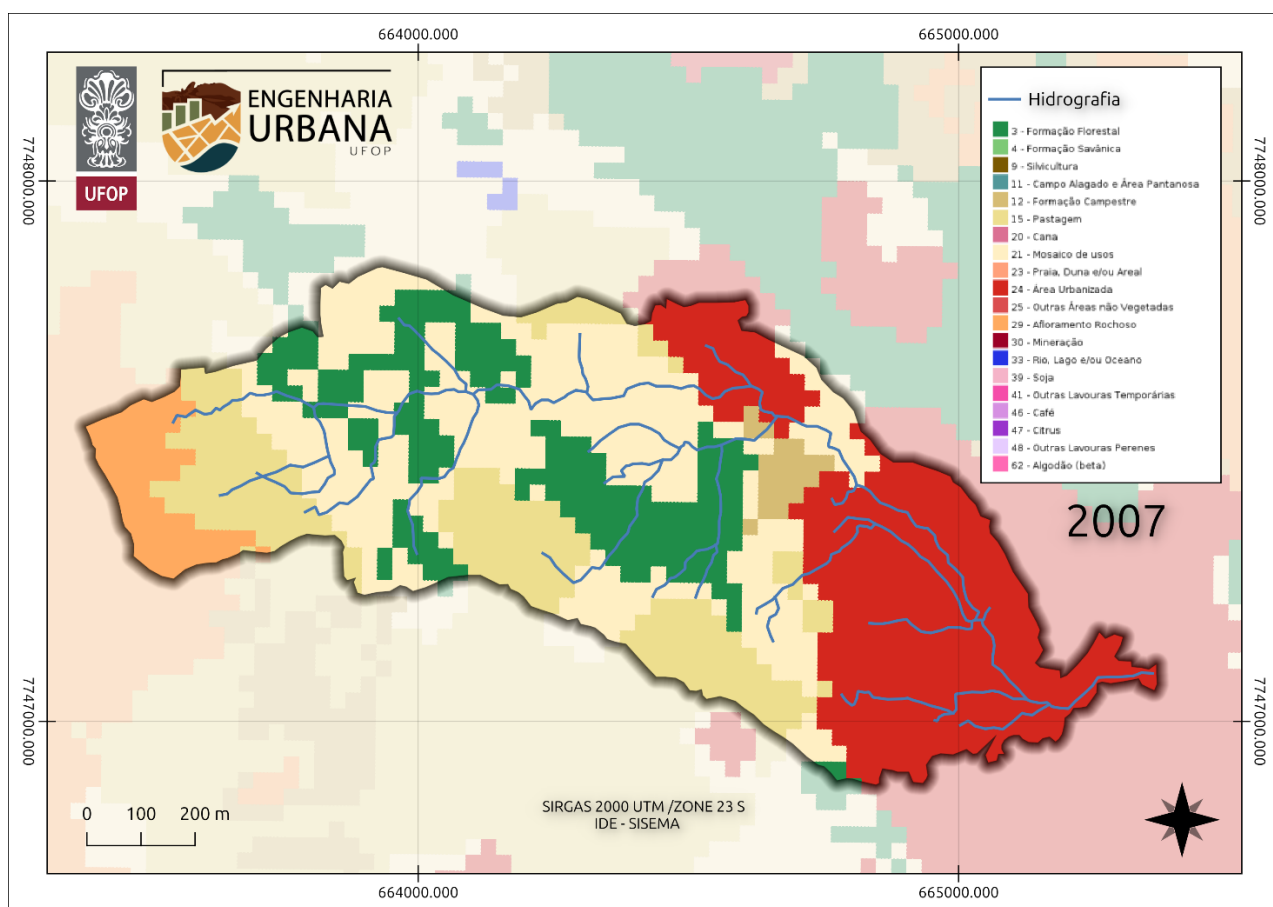 664000.000
665000.000
UFOP
ENGENHARIA
URBANA
UFOP
7748000.000
7748000.000
Hidrografia
3 - Formação Florestal
4 - Formação Savânica
9 - Silvicultura
11 - Campo Alagado e Área Pantanosa
12 - Formação Campestre
15 - Pastagem
20 - Cana
21 - Mosaico de usos
23 - Praia, Duna e/ou Areal
24 - Área Urbanizada
25 - Outras Áreas não Vegetadas
29 - Afloramento Rochoso
30 - Mineração
33 - Rio, Lago e/ou Oceano
39 - Soja
41 - Outras Lavouras Temporárias
46 - Café
47 - Citrus
48 - Outras Lavouras Perenes
62 - Algodão (beta)
2007
7747000.000
7747000.000
0 100 200 m
SIRGAS 2000 UTM /ZONE 23 S
IDE - SISEMA
664000.000
665000.000